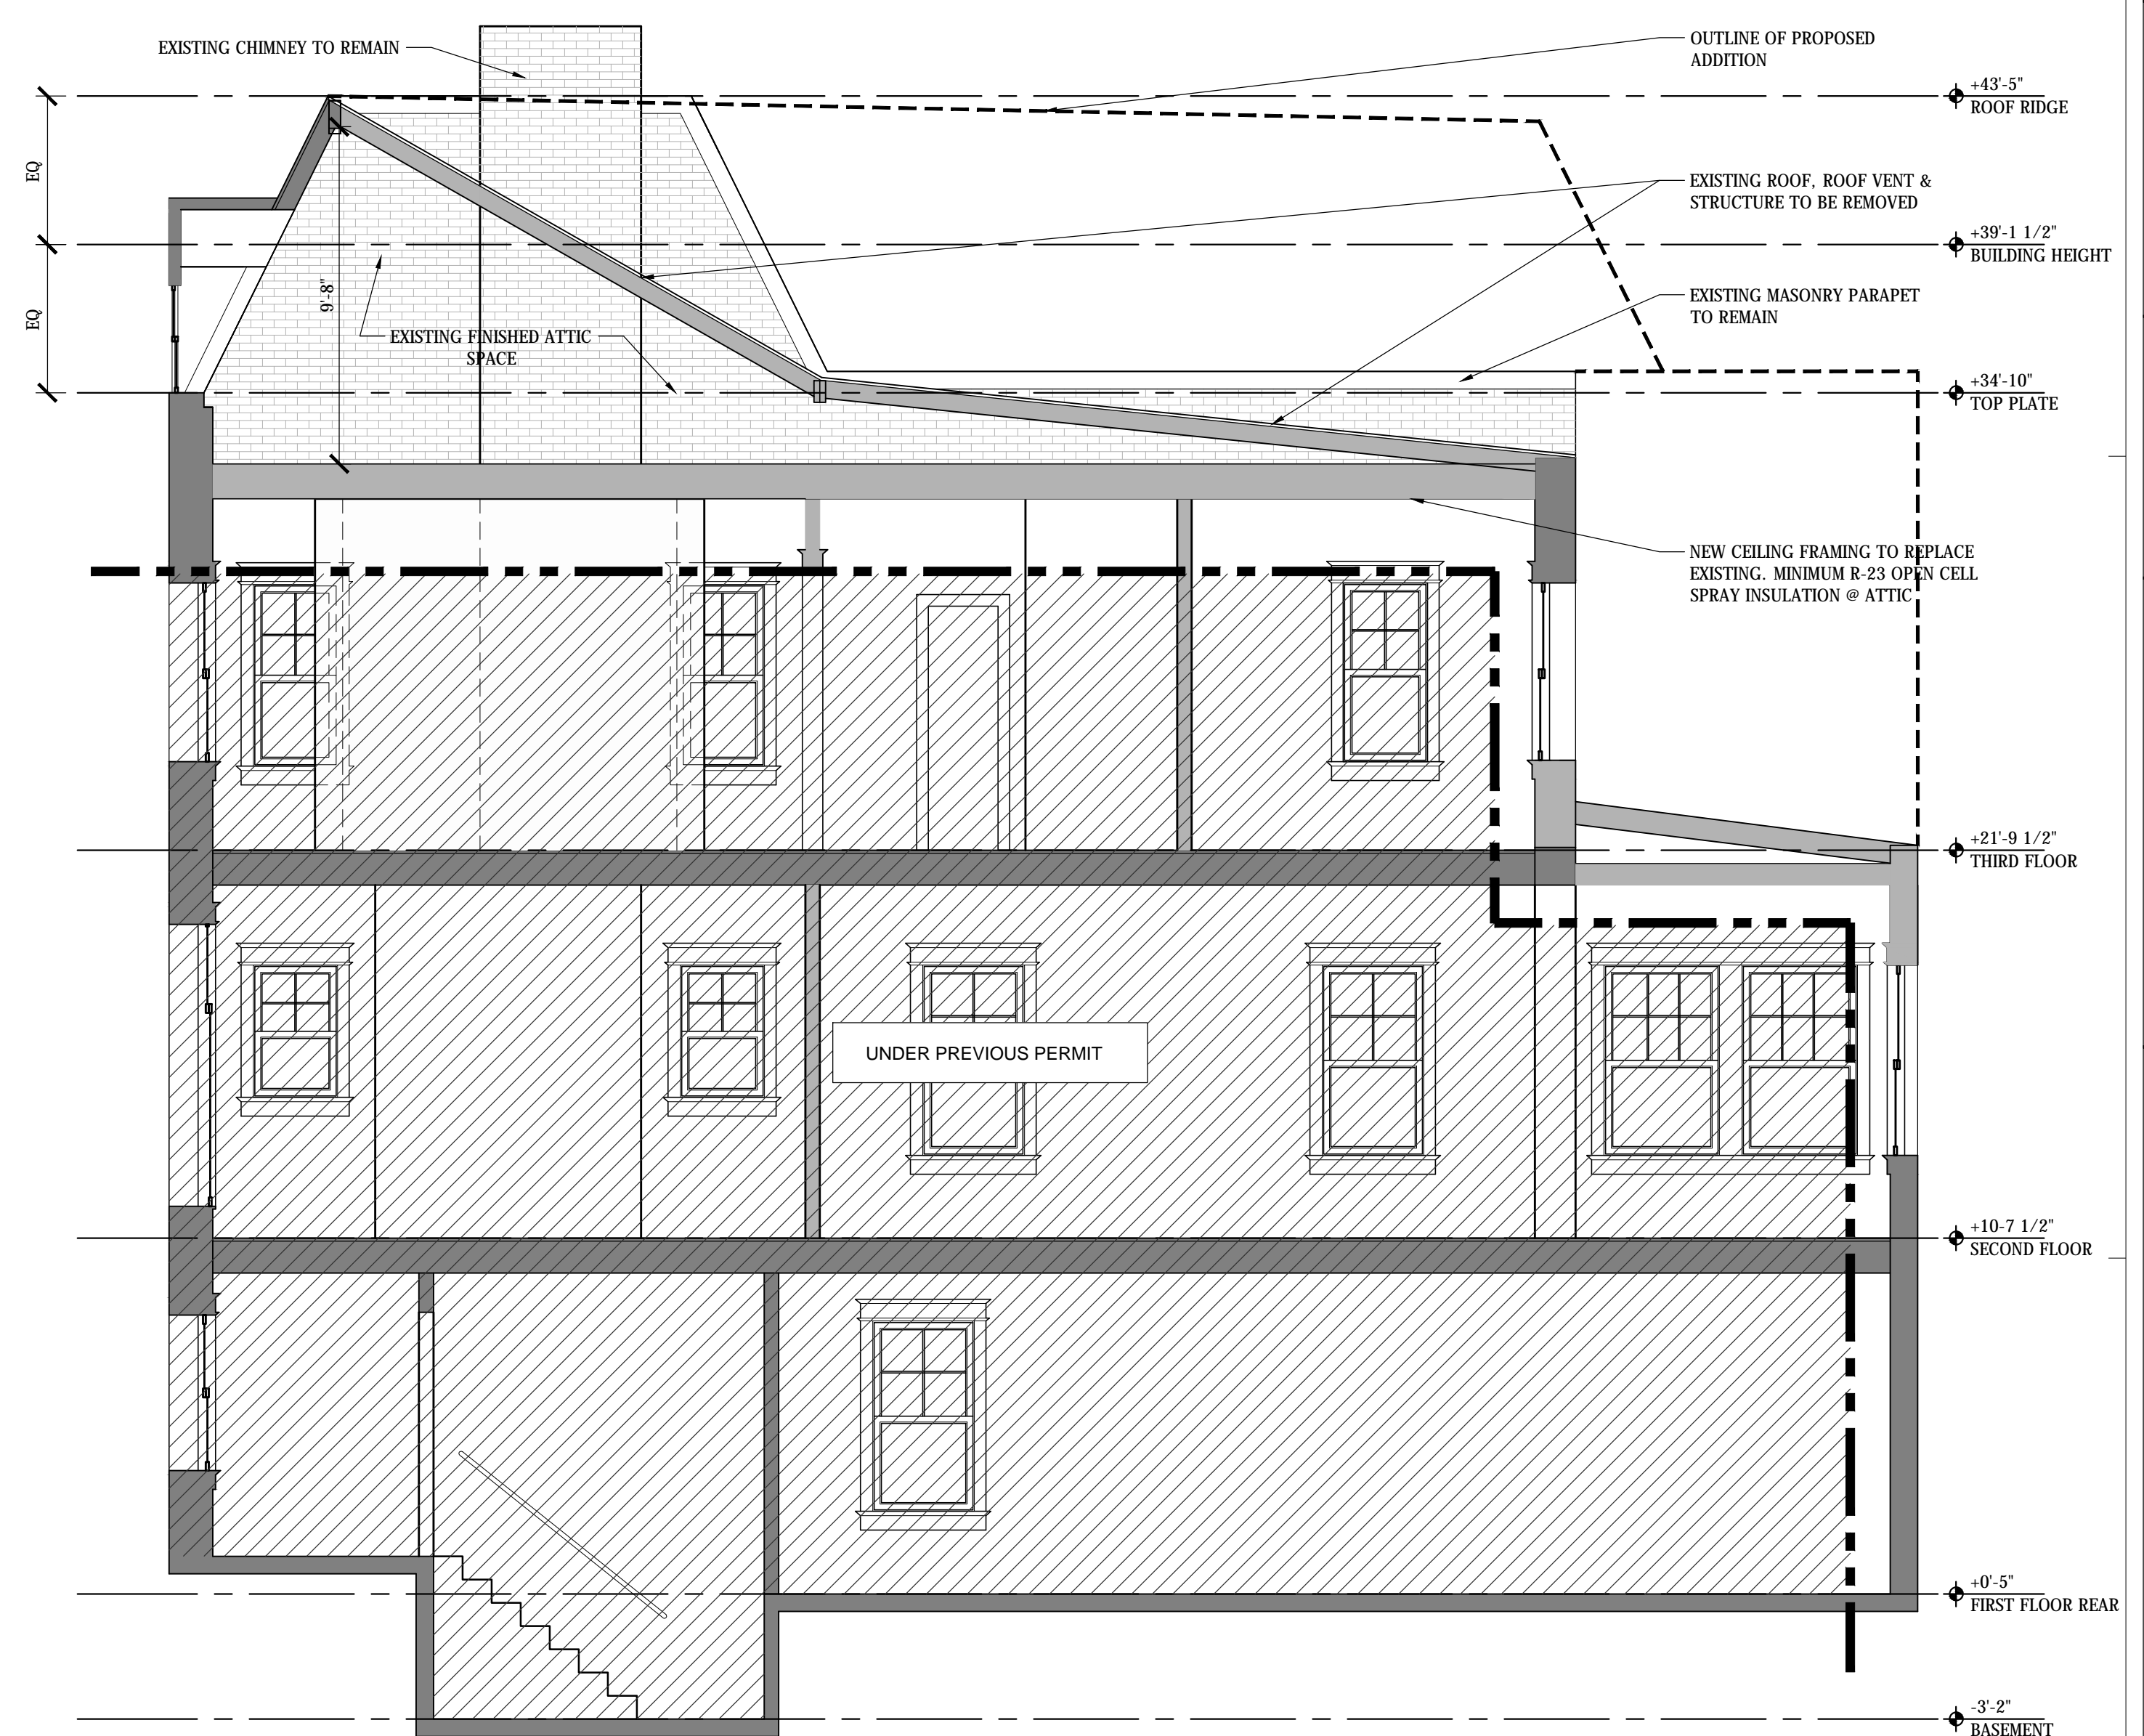 EXISTING CHIMNEY TO REMAIN
OUTLINE OF PROPOSED
ADDITION
+43'-5"
ROOF RIDGE
EQ
EXISTING ROOF, ROOF VENT &
STRUCTURE TO BE REMOVED
+39'-1 1/2"
BUILDING HEIGHT
9'-8"
EQ
EXISTING MASONRY PARAPET
TO REMAIN
EXISTING FINISHED ATTIC
SPACE
+34'-10"
TOP PLATE
NEW CEILING FRAMING TO REPLACE
EXISTING. MINIMUM R-23 OPEN CELL
SPRAY INSULATION @ ATTIC
+21'-9 1/2"
THIRD FLOOR
UNDER PREVIOUS PERMIT
+10-7 1/2"
SECOND FLOOR
+0'-5"
FIRST FLOOR REAR
-3'-2"
BASEMENT